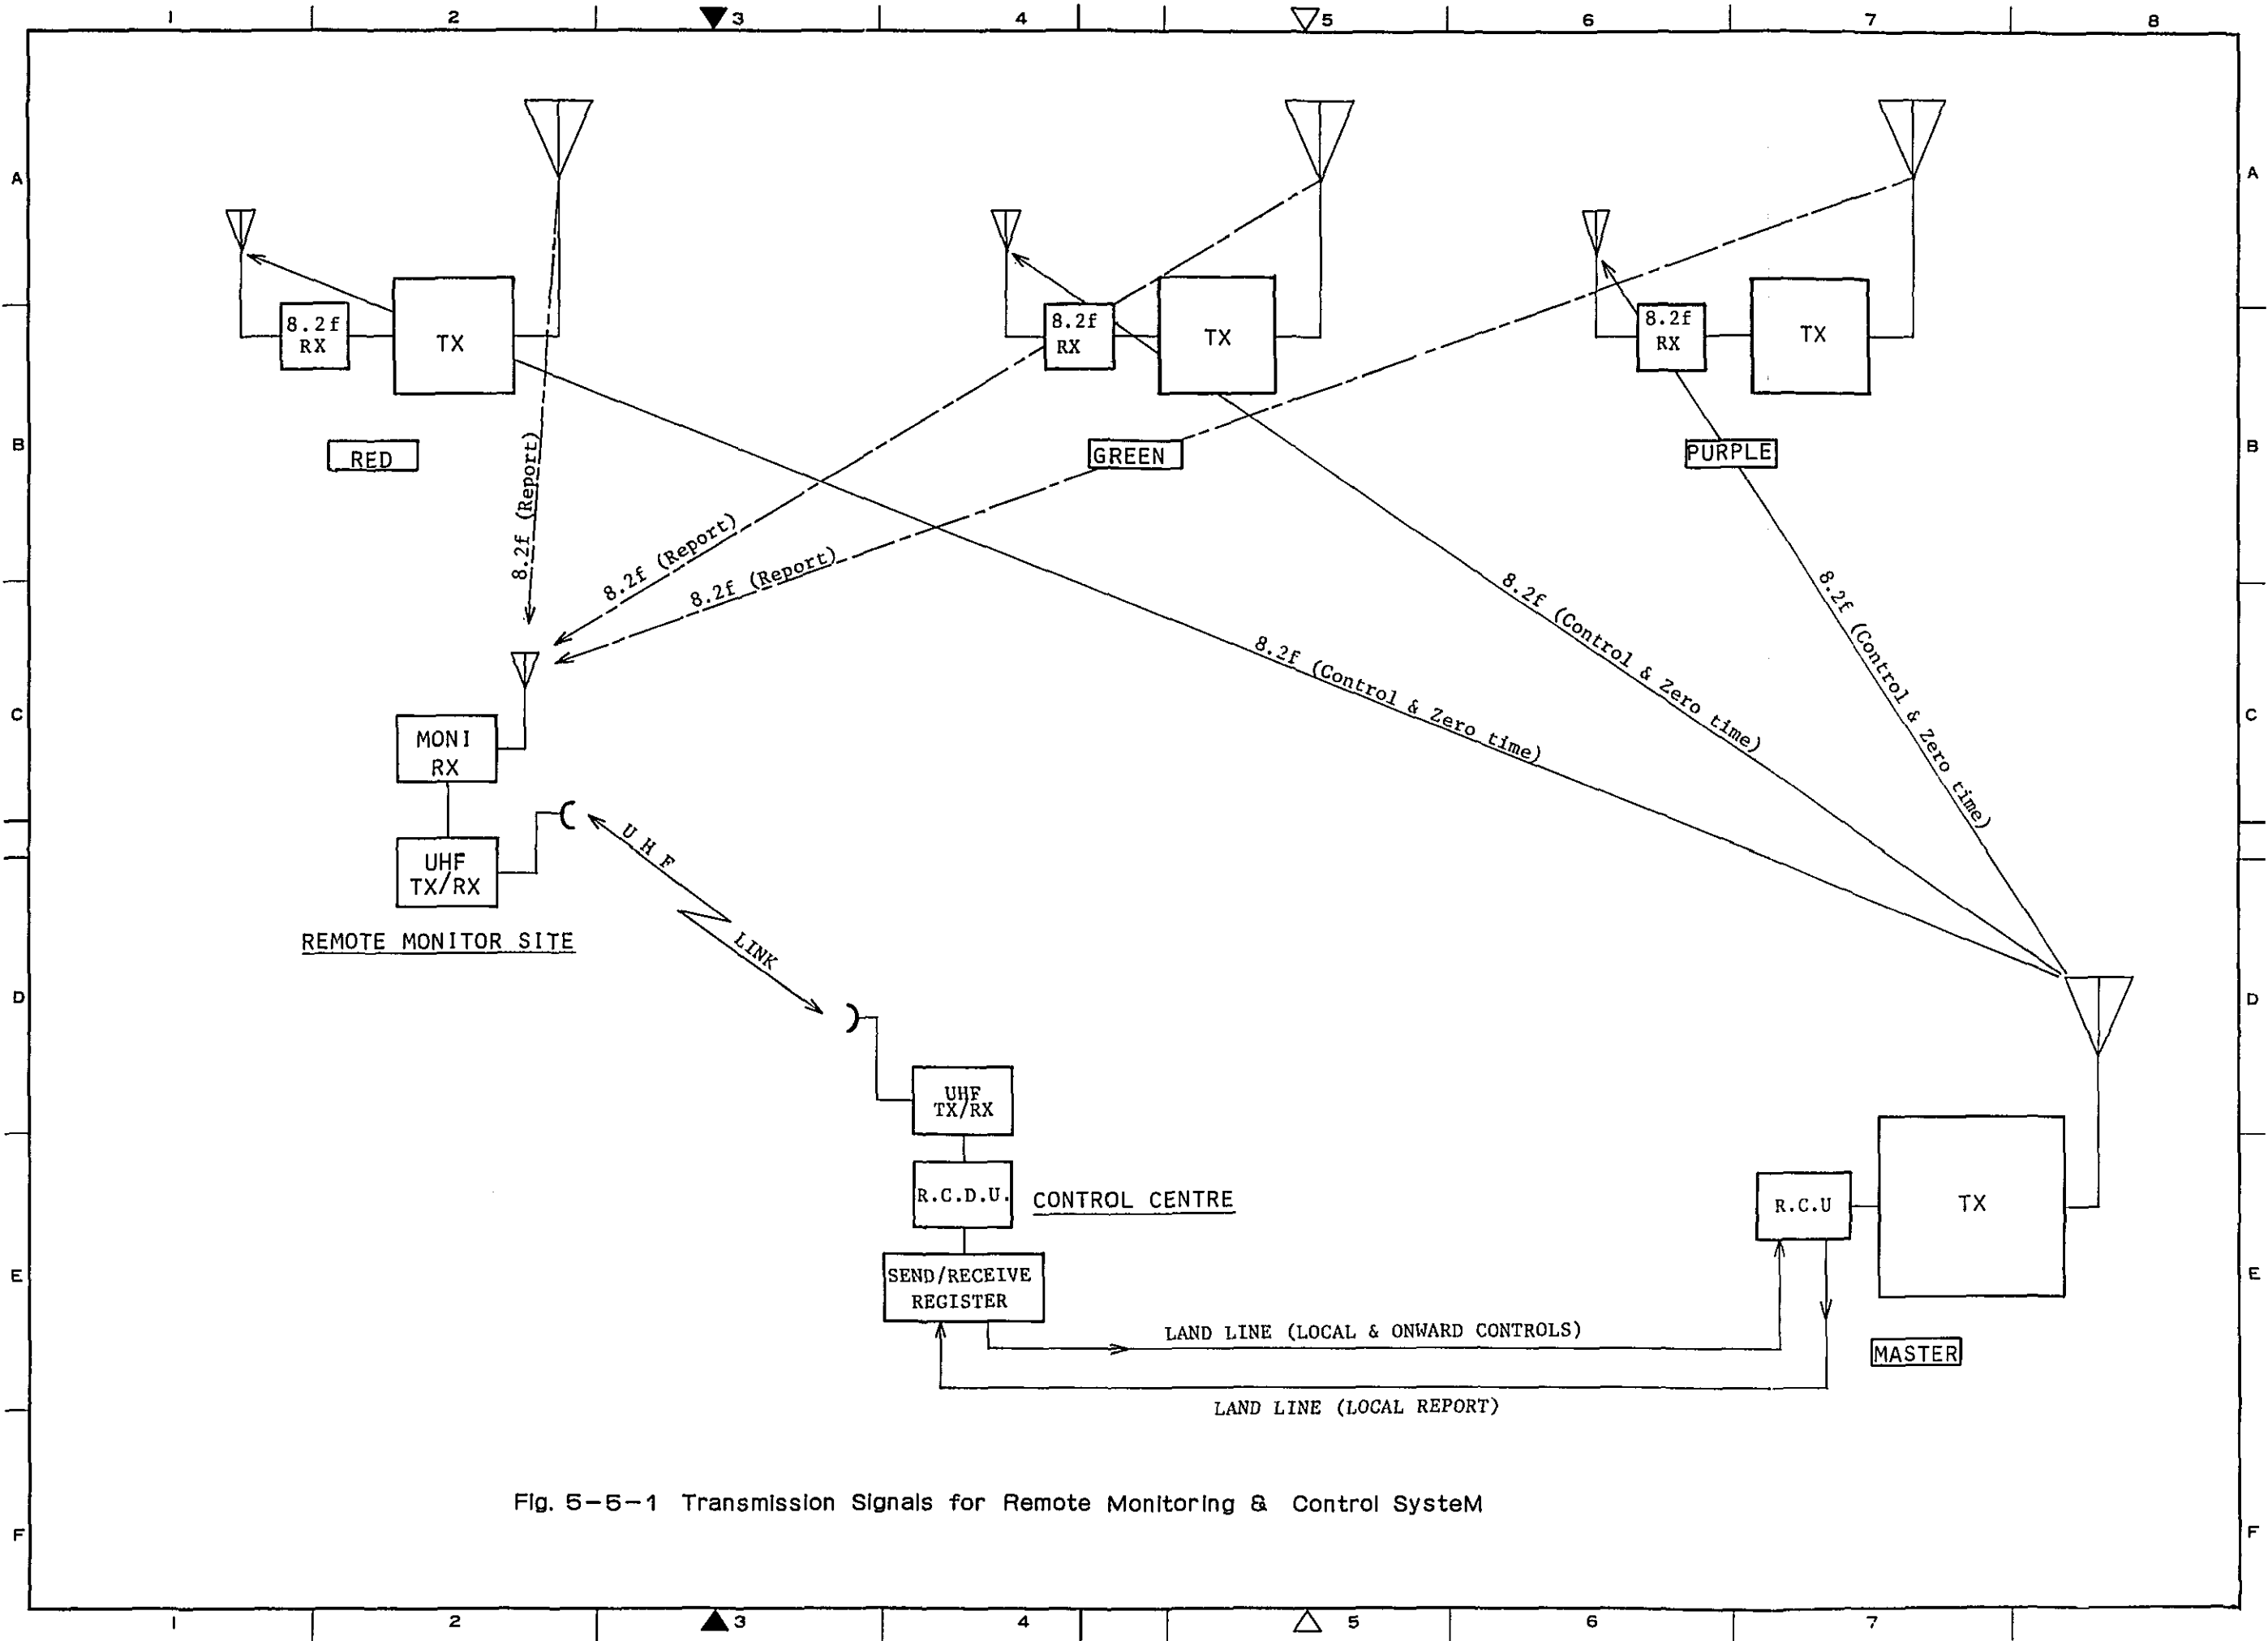 1 2 3 4 5 6 7 8
A A
8.2f
RX
TX
8.2f
RX
TX
8.2f
RX
TX
B B
RED
GREEN
PURPLE
8.2f (Report)
8.2f (Report)
8.2f (Report)
8.2f (Control & Zero time)
8.2f (Control & Zero time)
8.2f (Control & Zero time)
C C
MONI
RX
UHF
TX/RX
UHF
LINK
REMOTE MONITOR SITE
D D
UHF
TX/RX
R.C.D.U.
CONTROL CENTRE
R.C.U
TX
E E
SEND/RECEIVE
REGISTER
LAND LINE (LOCAL & ONWARD CONTROLS)
MASTER
LAND LINE (LOCAL REPORT)
Fig. 5-5-1 Transmission Signals for Remote Monitoring & Control SysteM
F F
1 2 3 4 5 6 7